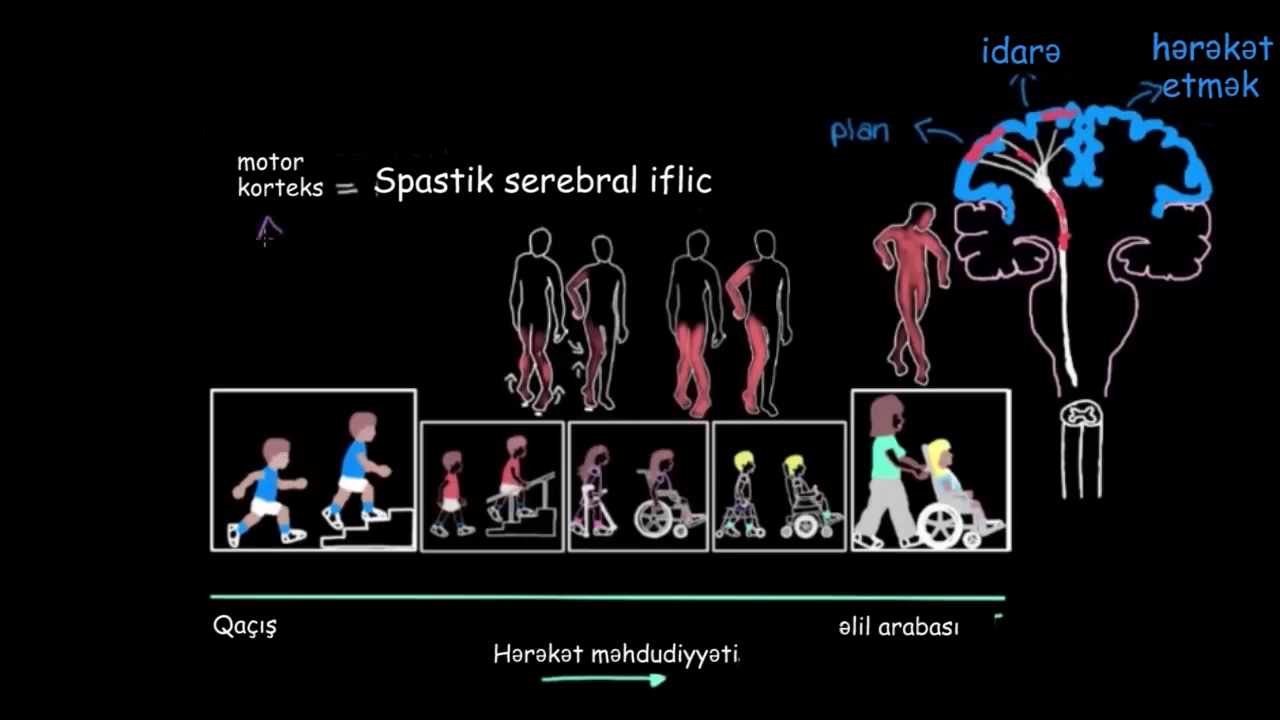 idarə
hərəkət
etmək
plan
motor
korteks = Spastik serebral iflic
Qaçış
əlil arabası
Hərəkət məhdudiyyəti